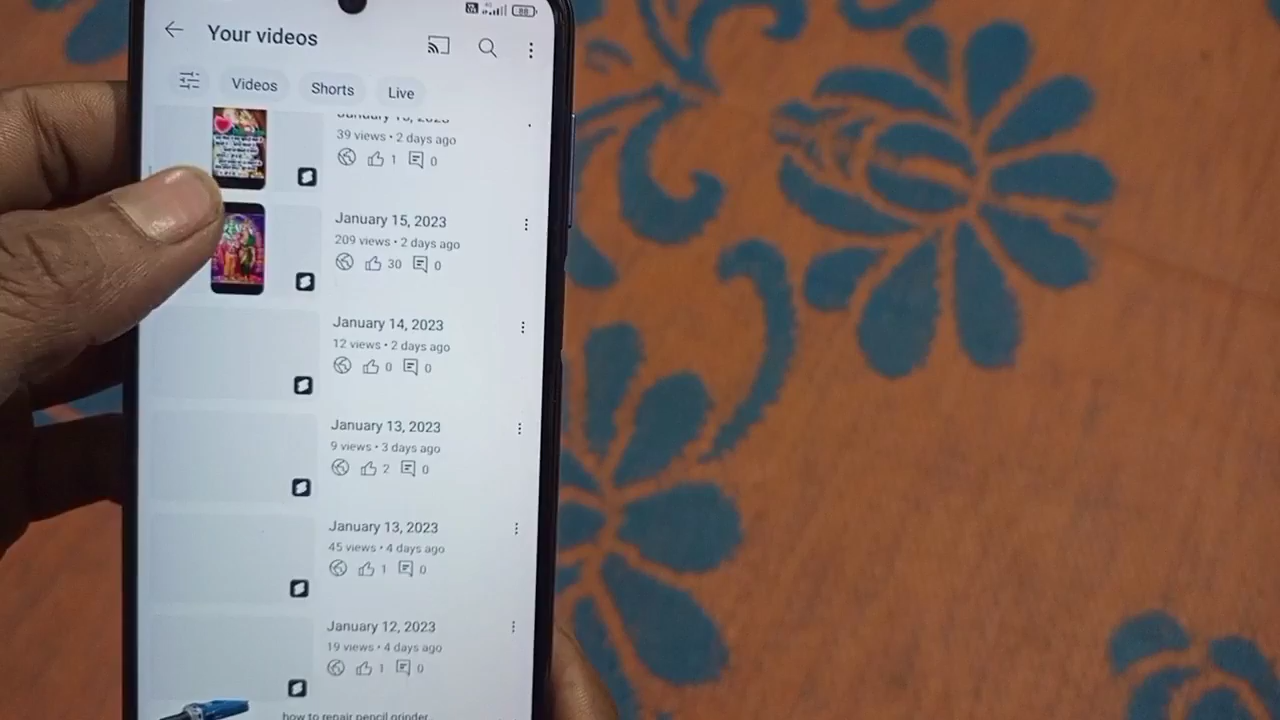 88
Your videos
Videos
Shorts
Live
39 views • 2 days ago
1
0
January 15, 2023
209 views • 2 days ago
30
0
January 14, 2023
12 views • 2 days ago
0
0
January 13, 2023
9 views • 3 days ago
2
0
January 13, 2023
45 views • 4 days ago
1
0
January 12, 2023
19 views • 4 days ago
1
0
how to repair pencil grinder